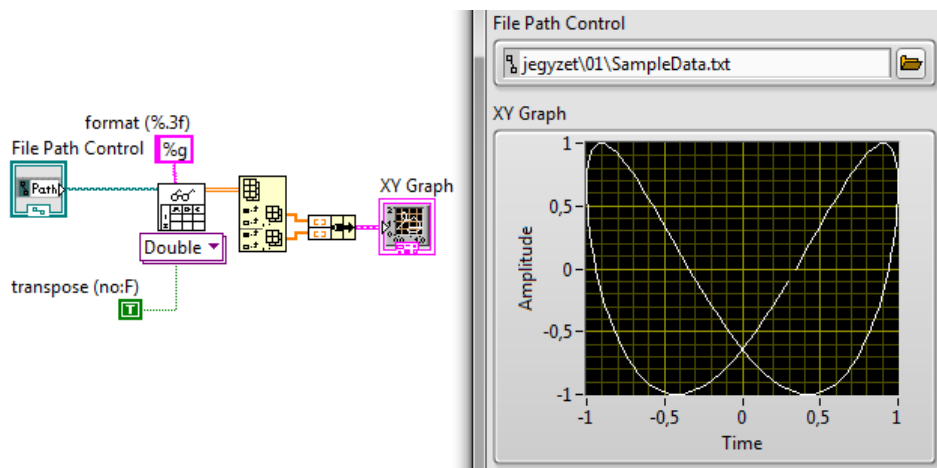 format (%.3f)
File Path Control
%g
Path
XY Graph
Double
transpose (no:F)
T
File Path Control
jegyzet\01\SampleData.txt
XY Graph
Amplitude
1
0,5
0
-0,5
-1
-1
-0,5
0
0,5
1
Time